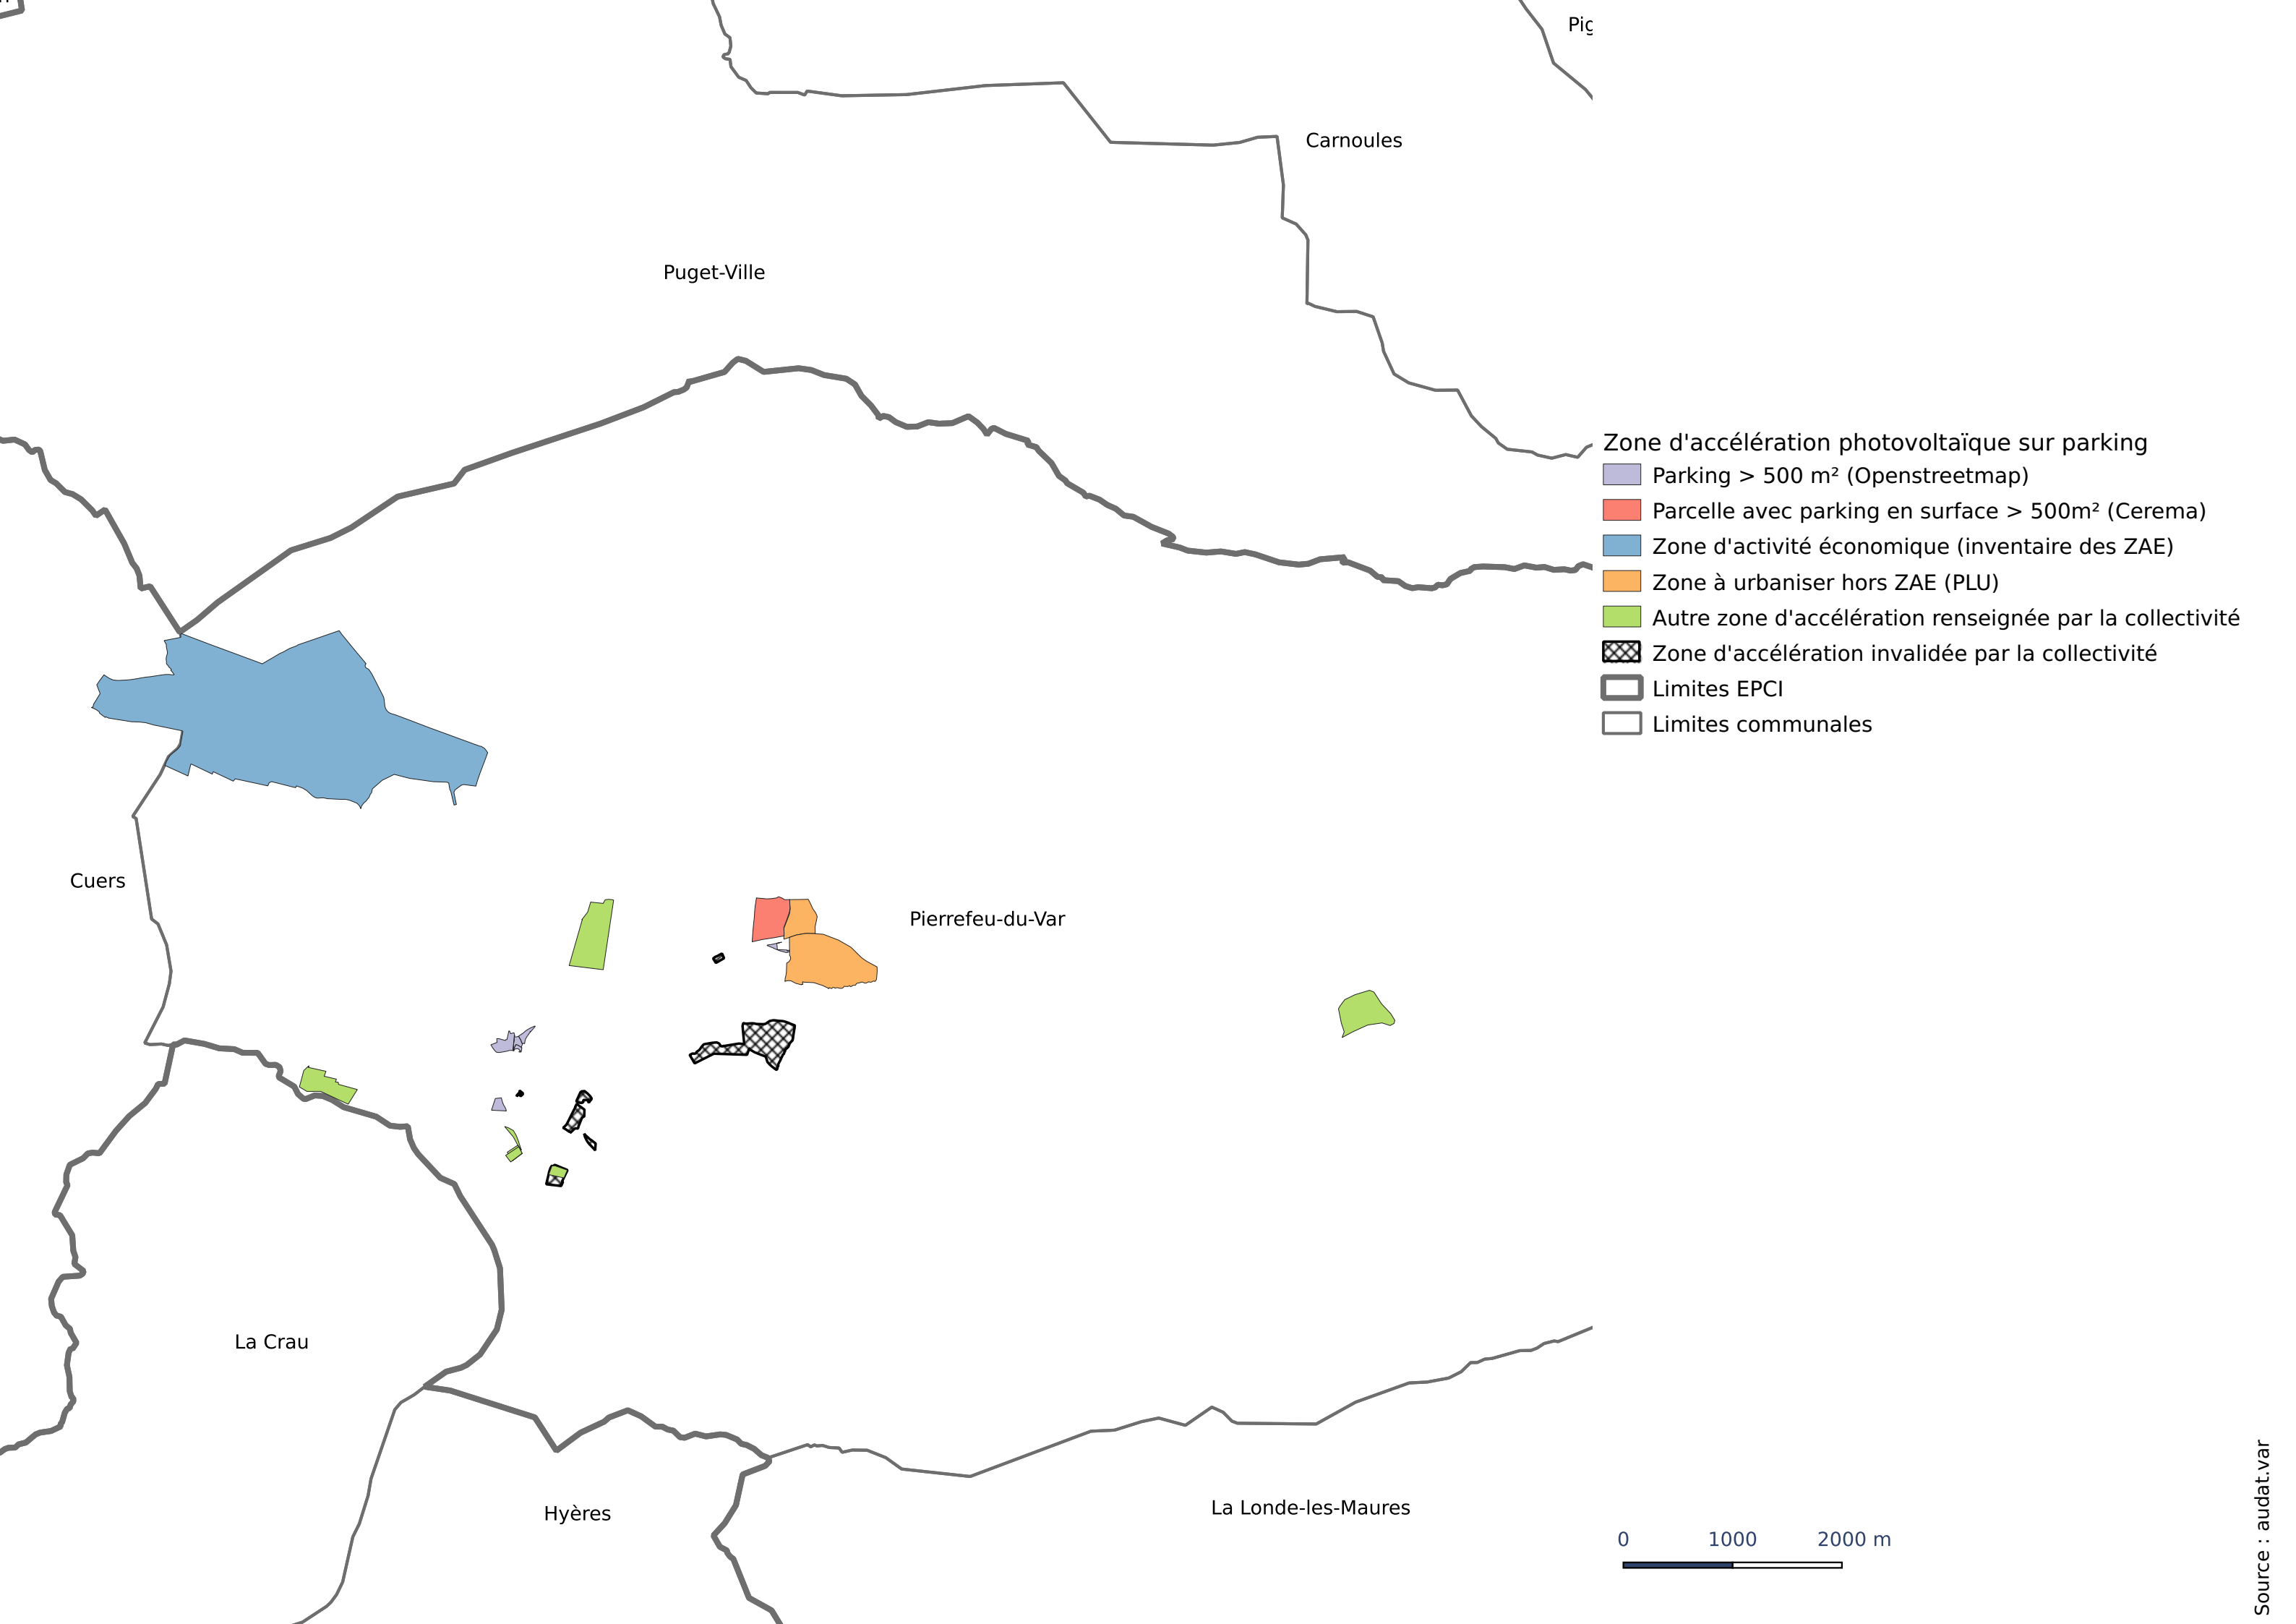 Pig
Carnoules
Puget-Ville
Zone d'accélération photovoltaïque sur parking
Parking > 500 m² (Openstreetmap)
Parcelle avec parking en surface > 500m² (Cerema)
Zone d'activité économique (inventaire des ZAE)
Zone à urbaniser hors ZAE (PLU)
Autre zone d'accélération renseignée par la collectivité
Zone d'accélération invalidée par la collectivité
Limites EPCI
Limites communales
Cuers
Pierrefeu-du-Var
La Crau
Hyères
La Londe-les-Maures
0 1000 2000 m
Source : audat.var